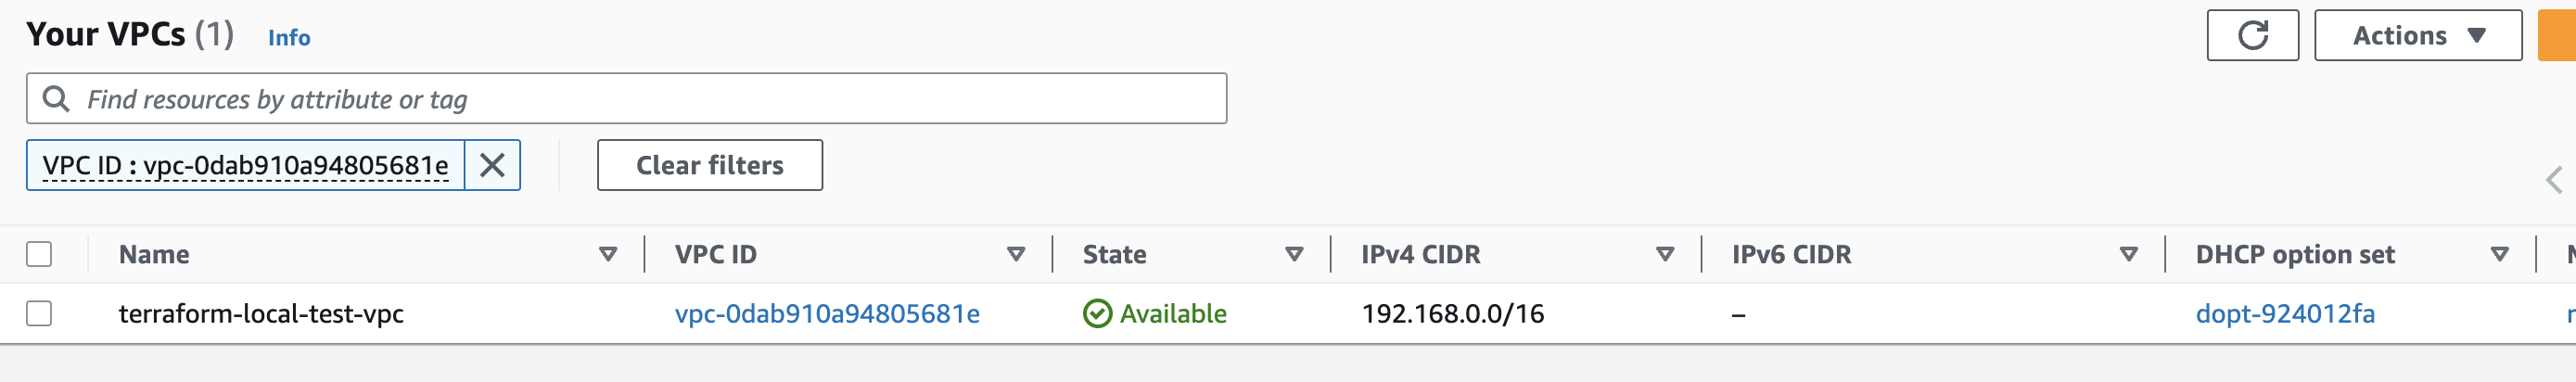 Your VPCs (1) Info
Actions
Find resources by attribute or tag
VPC ID : vpc-0dab910a94805681e
Clear filters
Name VPC ID State IPv4 CIDR IPv6 CIDR DHCP option set
terraform-local-test-vpc vpc-0dab910a94805681e Available 192.168.0.0/16 – dopt-924012fa